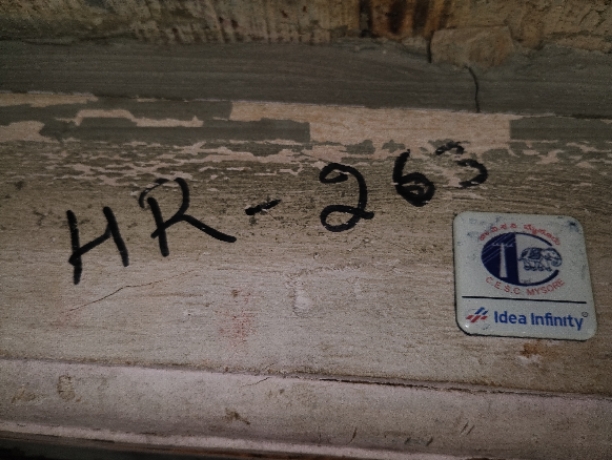 HR-263
C.E.S.C. MYSORE
Idea Infinity